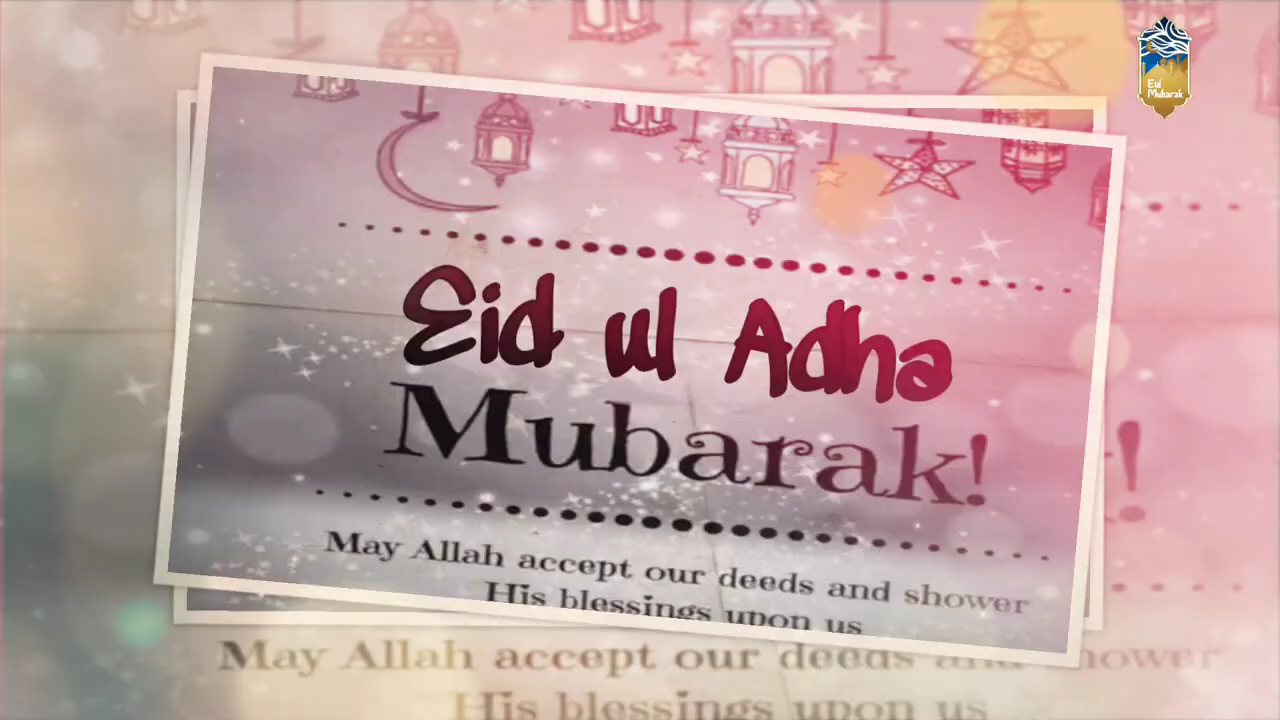 Eid
Mubarak
Eid ul Adha
Mubarak!
May Allah accept our deeds and shower
His blessings upon us
!
May Allah accept our deeds and shower
His blessings upon us